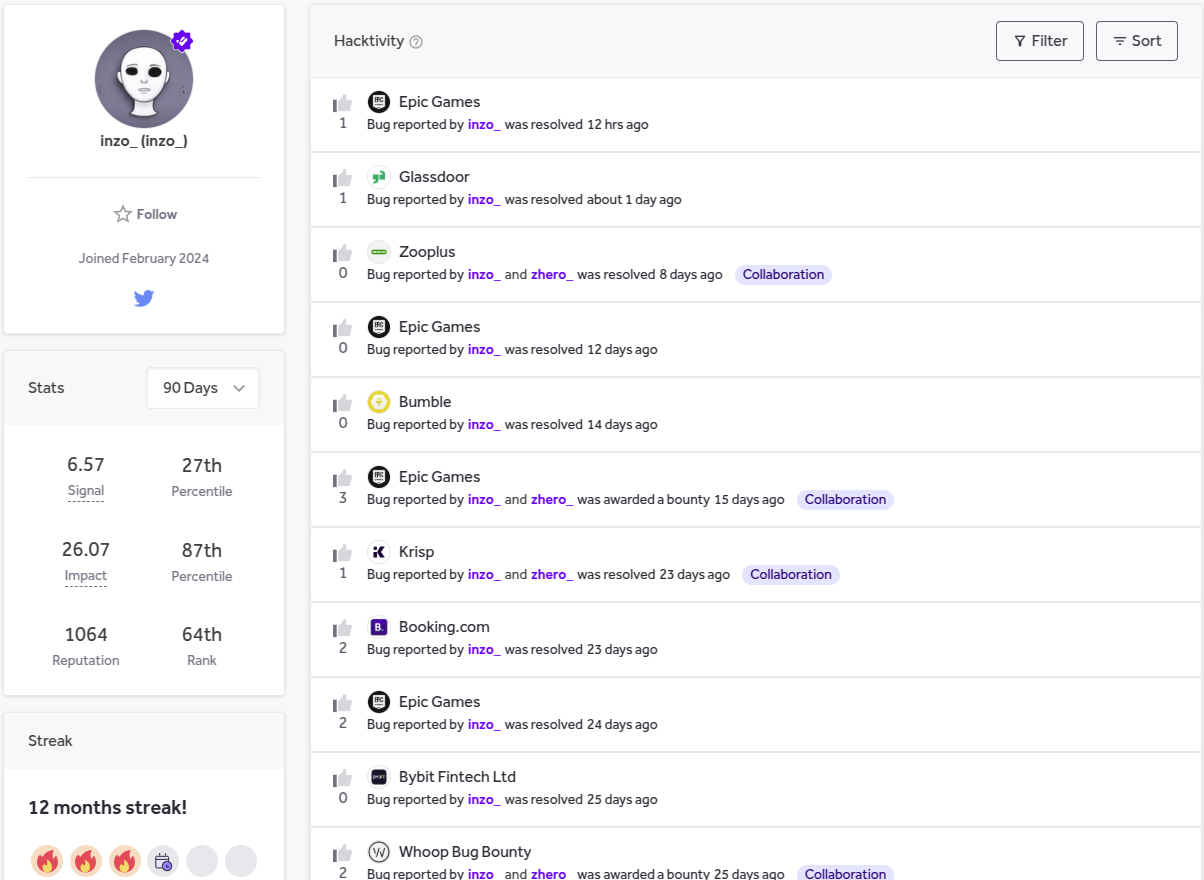 inzo_ (inzo_)
Follow
Joined February 2024
Stats
90 Days
6.57
Signal
27th
Percentile
26.07
Impact
87th
Percentile
1064
Reputation
64th
Rank
Streak
12 months streak!
Hacktivity ?
Filter
Sort
Epic Games
1
Bug reported by inzo_ was resolved 12 hrs ago
Glassdoor
1
Bug reported by inzo_ was resolved about 1 day ago
Zooplus
0
Bug reported by inzo_ and zhero_ was resolved 8 days ago Collaboration
Epic Games
0
Bug reported by inzo_ was resolved 12 days ago
Bumble
0
Bug reported by inzo_ was resolved 14 days ago
Epic Games
3
Bug reported by inzo_ and zhero_ was awarded a bounty 15 days ago Collaboration
Krisp
1
Bug reported by inzo_ and zhero_ was resolved 23 days ago Collaboration
B. Booking.com
2
Bug reported by inzo_ was resolved 23 days ago
Epic Games
2
Bug reported by inzo_ was resolved 24 days ago
Bybit Fintech Ltd
0
Bug reported by inzo_ was resolved 25 days ago
Whoop Bug Bounty
2
Bug reported by inzo_ and zhero_ was awarded a bounty 25 days ago Collaboration